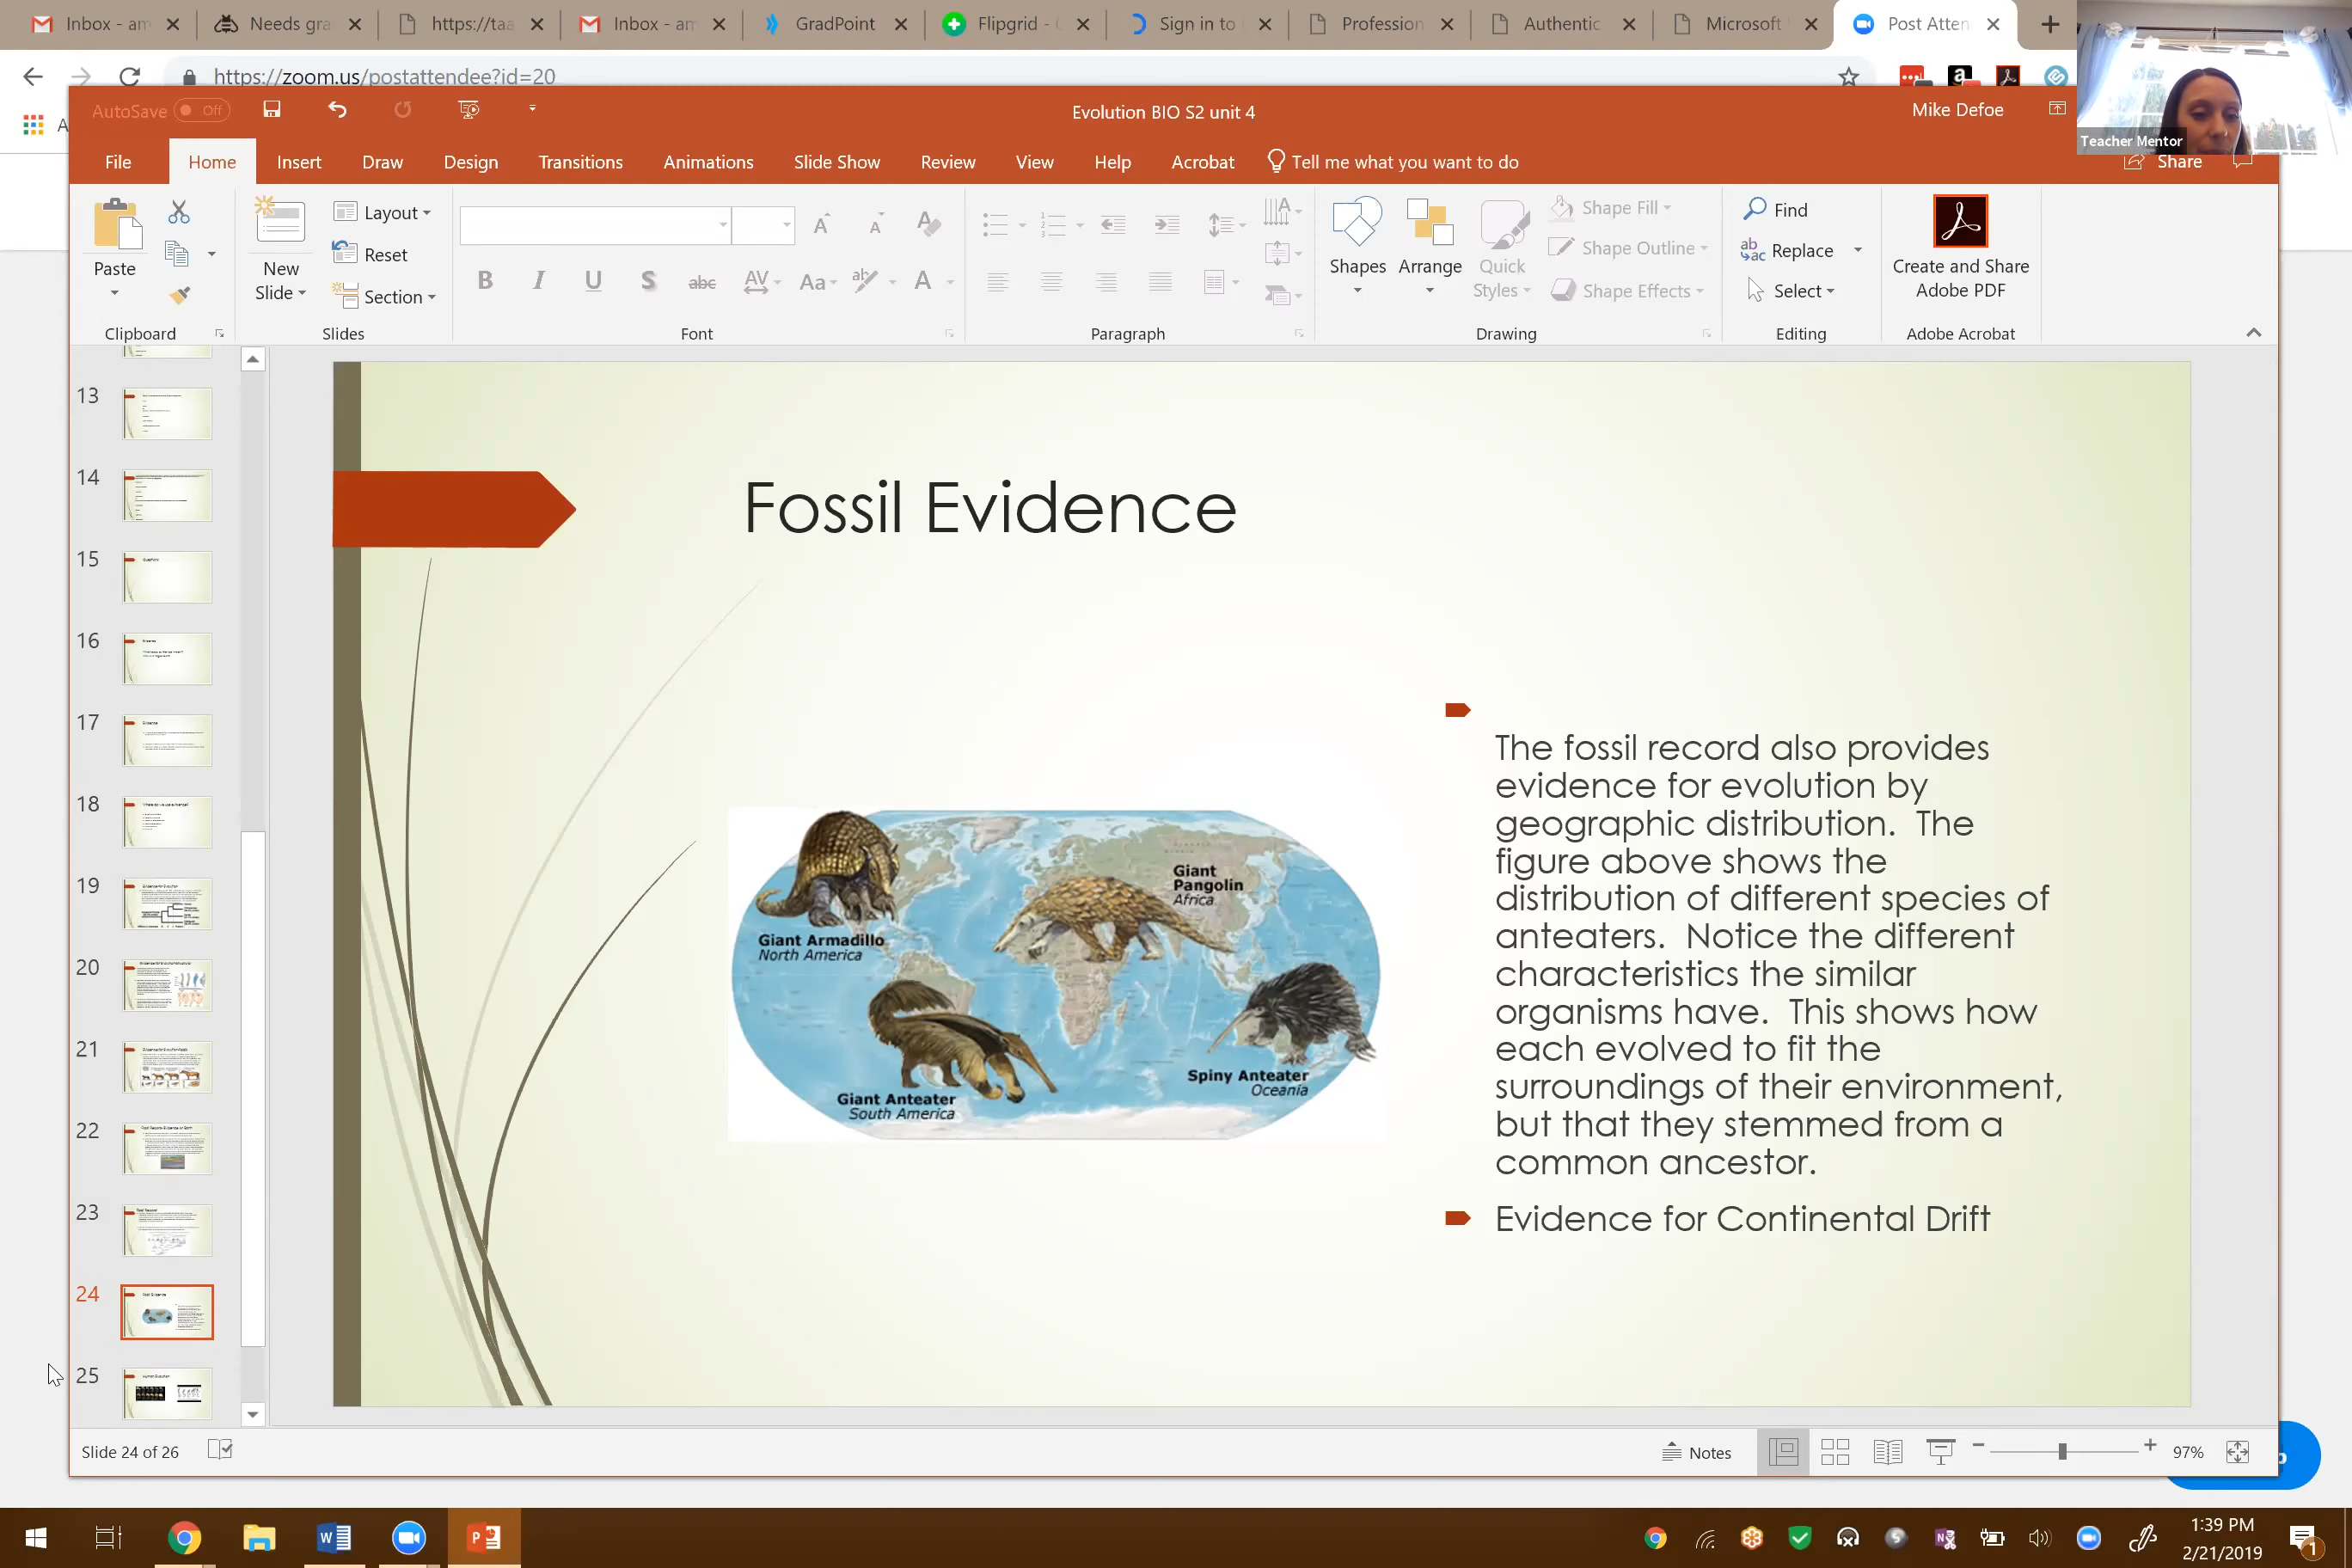 Inbox - am
Needs gra
https://taa
Inbox - am
GradPoint
Flipgrid - C
Sign in to
Profession
Authentic
Microsoft
Post Atten
https://zoom.us/postattendee?id=20
Teacher Mentor
AutoSave Off
Evolution BIO S2 unit 4
Mike Defoe
File Home Insert Draw Design Transitions Animations Slide Show Review View Help Acrobat Tell me what you want to do
Share
Paste
Clipboard
New
Slide
Layout
Reset
Section
Slides
Font
Paragraph
Shapes
Arrange
Quick
Styles
Shape Fill
Shape Outline
Shape Effects
Drawing
Find
Replace
Select
Editing
Create and Share
Adobe PDF
Adobe Acrobat
13
14
15
16
17
18
19
20
21
22
23
24
25
Fossil Evidence
Giant Armadillo
North America
Giant
Pangolin
Africa
Giant Anteater
South America
Spiny Anteater
Oceania
The fossil record also provides
evidence for evolution by
geographic distribution. The
figure above shows the
distribution of different species of
anteaters. Notice the different
characteristics the similar
organisms have. This shows how
each evolved to fit the
surroundings of their environment,
but that they stemmed from a
common ancestor.
Evidence for Continental Drift
Slide 24 of 26
Notes
97%
1:39 PM
2/21/2019
1